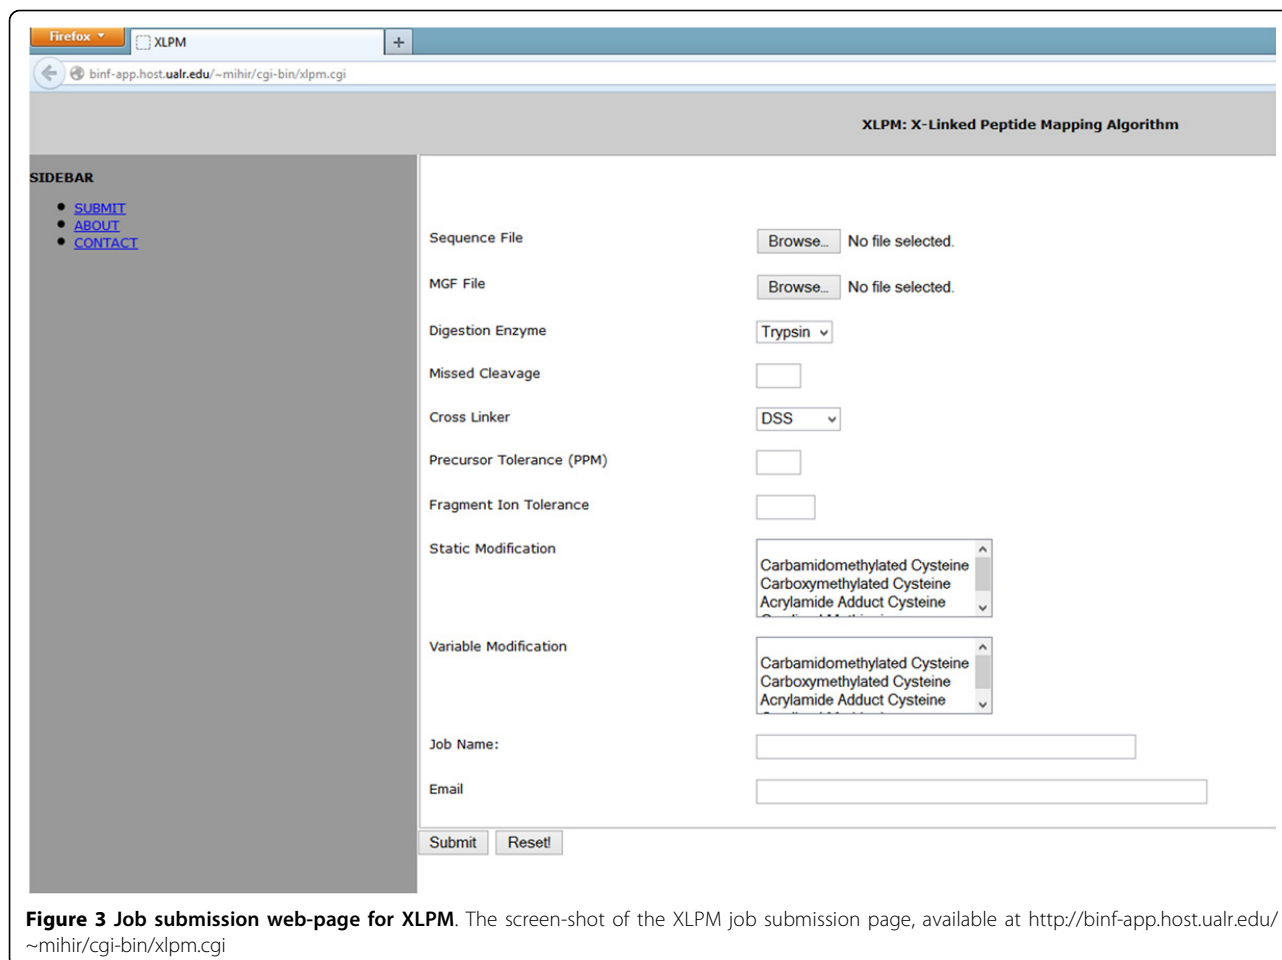 Firefox
XLPM
+
binf-app.host.ualr.edu/~mihir/cgi-bin/xlpm.cgi
XLPM: X-Linked Peptide Mapping Algorithm
SIDEBAR
SUBMIT
ABOUT
CONTACT
Sequence File
Browse... No file selected.
MGF File
Browse... No file selected.
Digestion Enzyme
Trypsin
Missed Cleavage
Cross Linker
DSS
Precursor Tolerance (PPM)
Fragment Ion Tolerance
Static Modification
Carbamidomethylated Cysteine
Carboxymethylated Cysteine
Acrylamide Adduct Cysteine
Variable Modification
Carbamidomethylated Cysteine
Carboxymethylated Cysteine
Acrylamide Adduct Cysteine
Job Name:
Email
Submit Reset!
Figure 3 Job submission web-page for XLPM. The screen-shot of the XLPM job submission page, available at http://binf-app.host.ualr.edu/
~mihir/cgi-bin/xlpm.cgi